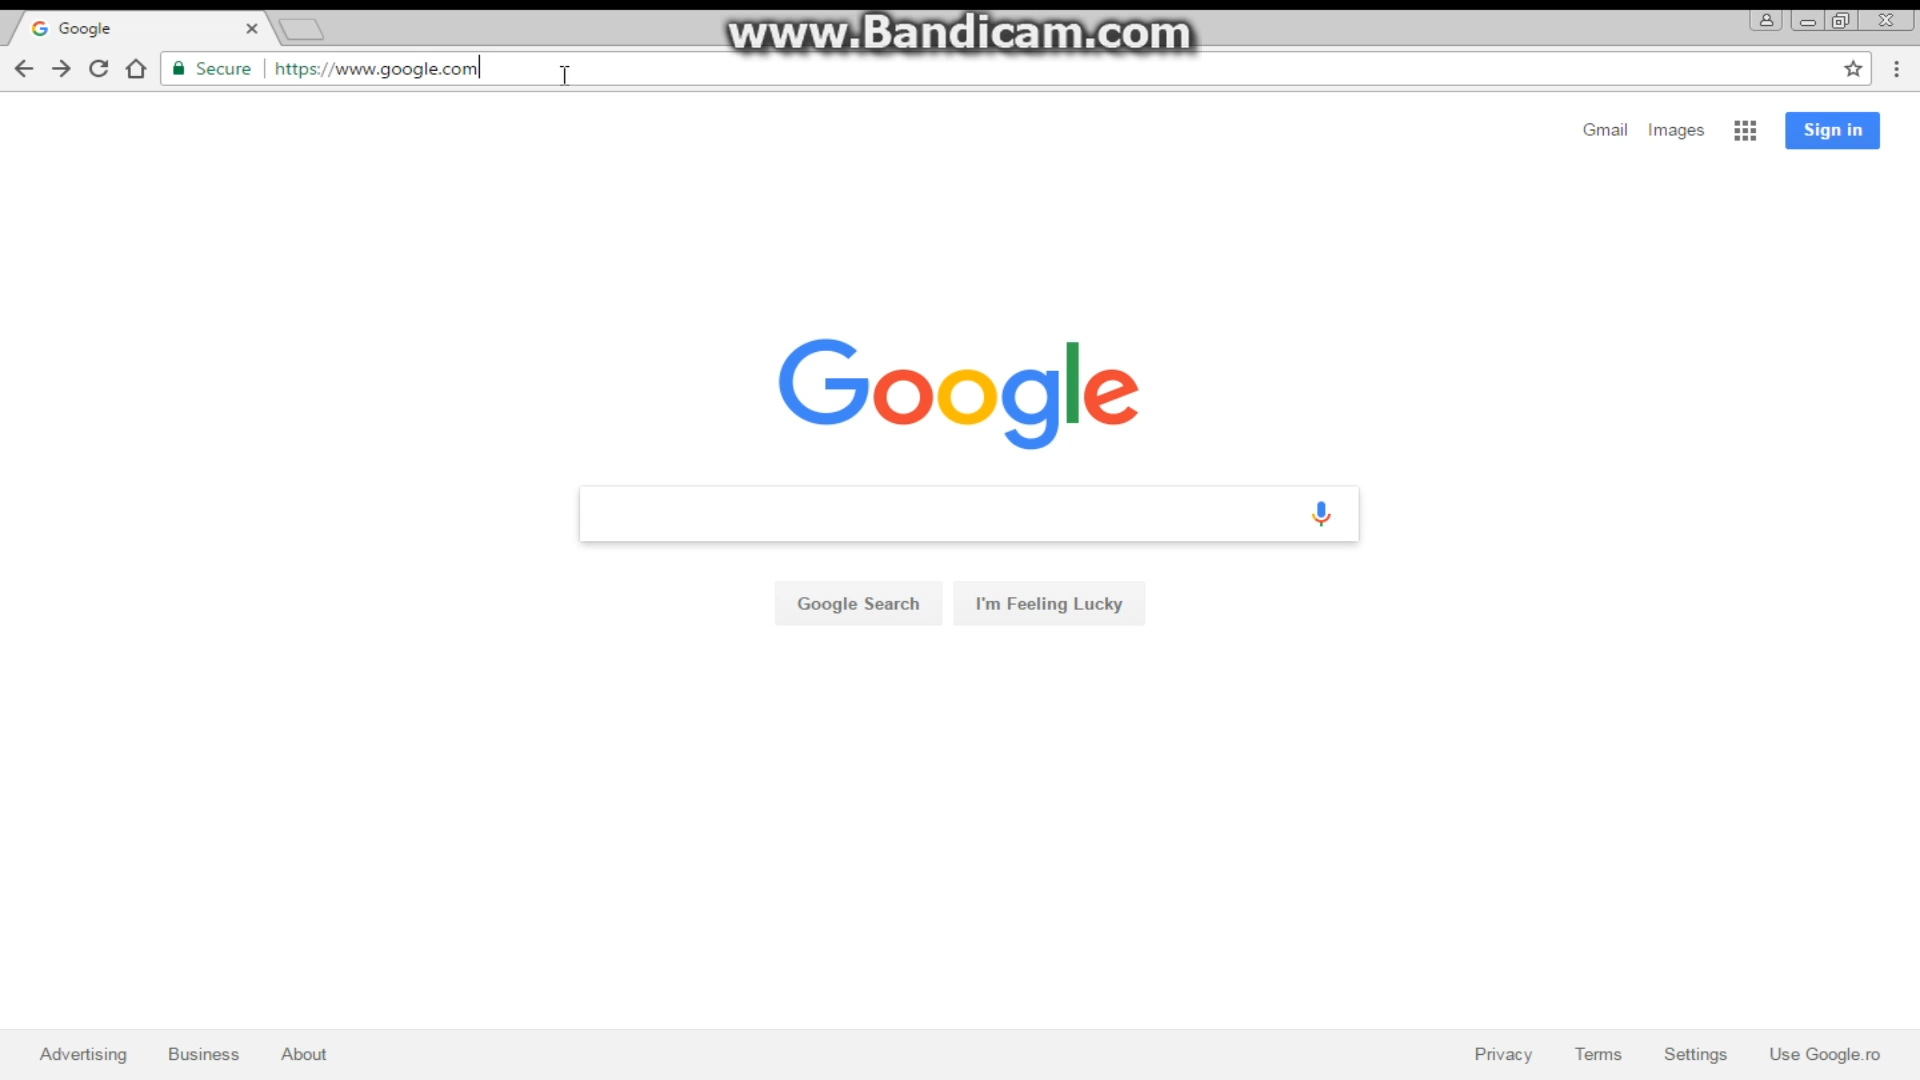 Google
www.Bandicam.com
Secure
https://www.google.com
Gmail
Images
Sign in
Google
Google Search
I'm Feeling Lucky
Advertising
Business
About
Privacy
Terms
Settings
Use Google.ro